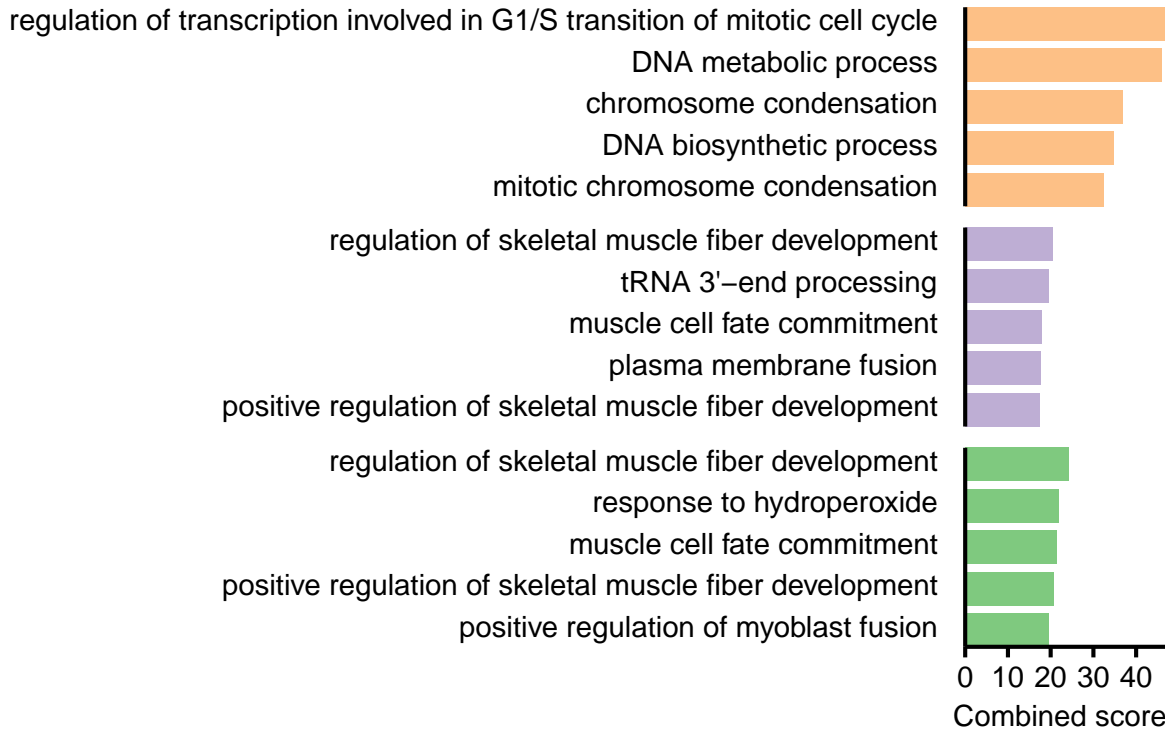 regulation of transcription involved in G1/S transition of mitotic cell cycle
DNA metabolic process
chromosome condensation
DNA biosynthetic process
mitotic chromosome condensation
regulation of skeletal muscle fiber development
tRNA 3'−end processing
muscle cell fate commitment
plasma membrane fusion
positive regulation of skeletal muscle fiber development
regulation of skeletal muscle fiber development
response to hydroperoxide
muscle cell fate commitment
positive regulation of skeletal muscle fiber development
positive regulation of myoblast fusion
0 10 20 30 40
Combined score